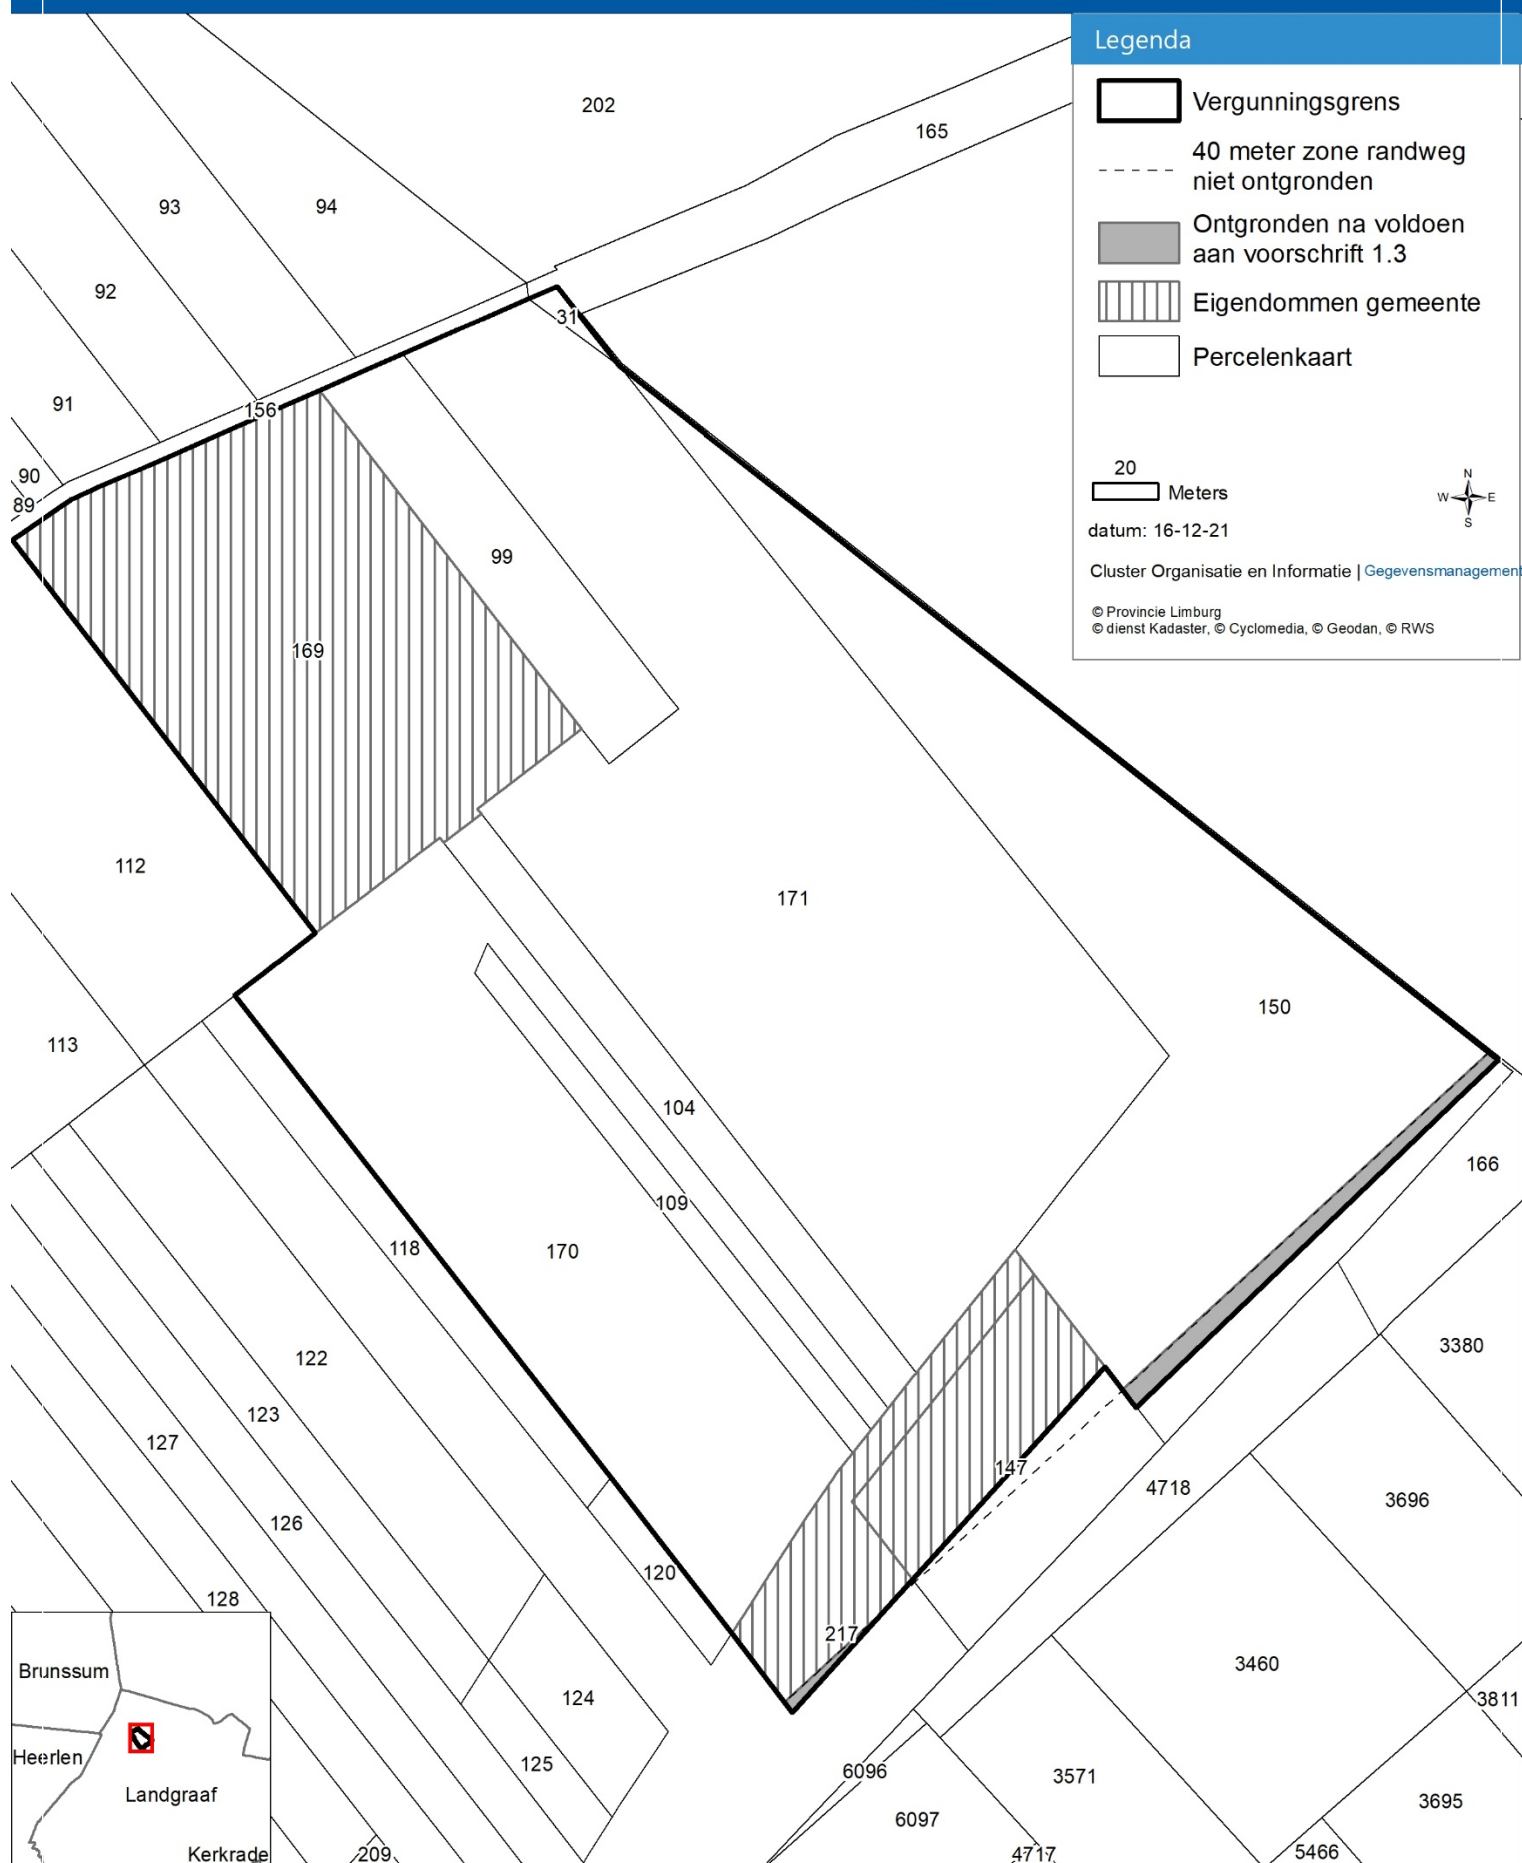 Legenda
Vergunningsgrens
40 meter zone randweg
niet ontgronden
Ontgronden na voldoen
aan voorschrift 1.3
Eigendommen gemeente
Percelenkaart
20
Meters
N
W E
S
datum: 16-12-21
Cluster Organisatie en Informatie | Gegevensmanagement
© Provincie Limburg
© dienst Kadaster, © Cyclomedia, © Geodan, © RWS
202
165
93
94
92
31
91
156
90
89
99
169
112
171
150
113
104
166
109
118
170
3380
122
123
127
147
4718
3696
126
120
128
217
3460
124
3811
125
6096
3571
3695
6097
209
4717
5466
Brunssum
Heerlen
Landgraaf
Kerkrade